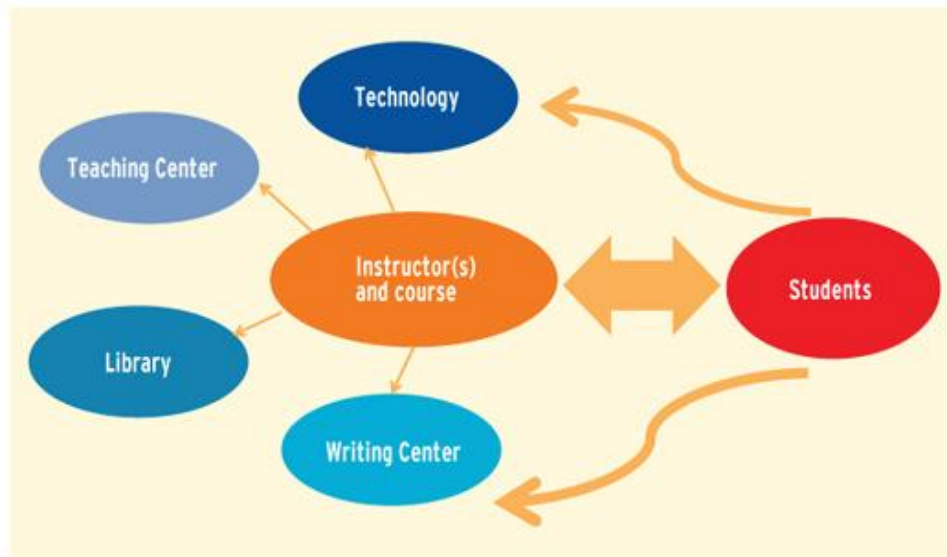 Technology
Teaching Center
Instructor(s)
and course
Students
Library
Writing Center